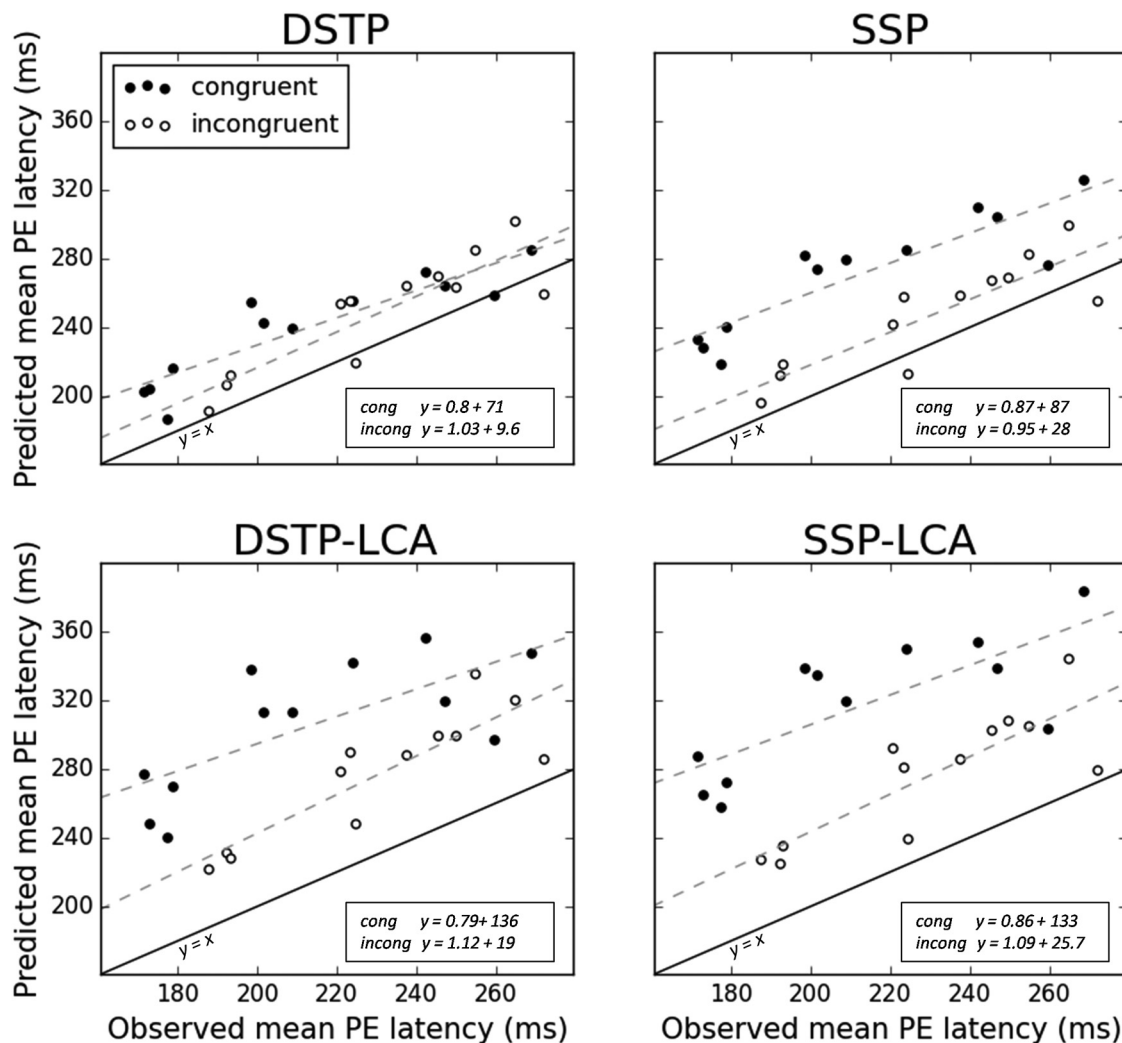 DSTP
SSP
Predicted mean PE latency (ms)
360
320
280
240
200
congruent
incongruent
y = x
cong y = 0.8 + 71
incong y = 1.03 + 9.6
y = x
cong y = 0.87 + 87
incong y = 0.95 + 28
DSTP-LCA
SSP-LCA
Predicted mean PE latency (ms)
360
320
280
240
200
y = x
cong y = 0.79+ 136
incong y = 1.12 + 19
y = x
cong y = 0.86 + 133
incong y = 1.09 + 25.7
180 200 220 240 260
180 200 220 240 260
Observed mean PE latency (ms)
Observed mean PE latency (ms)